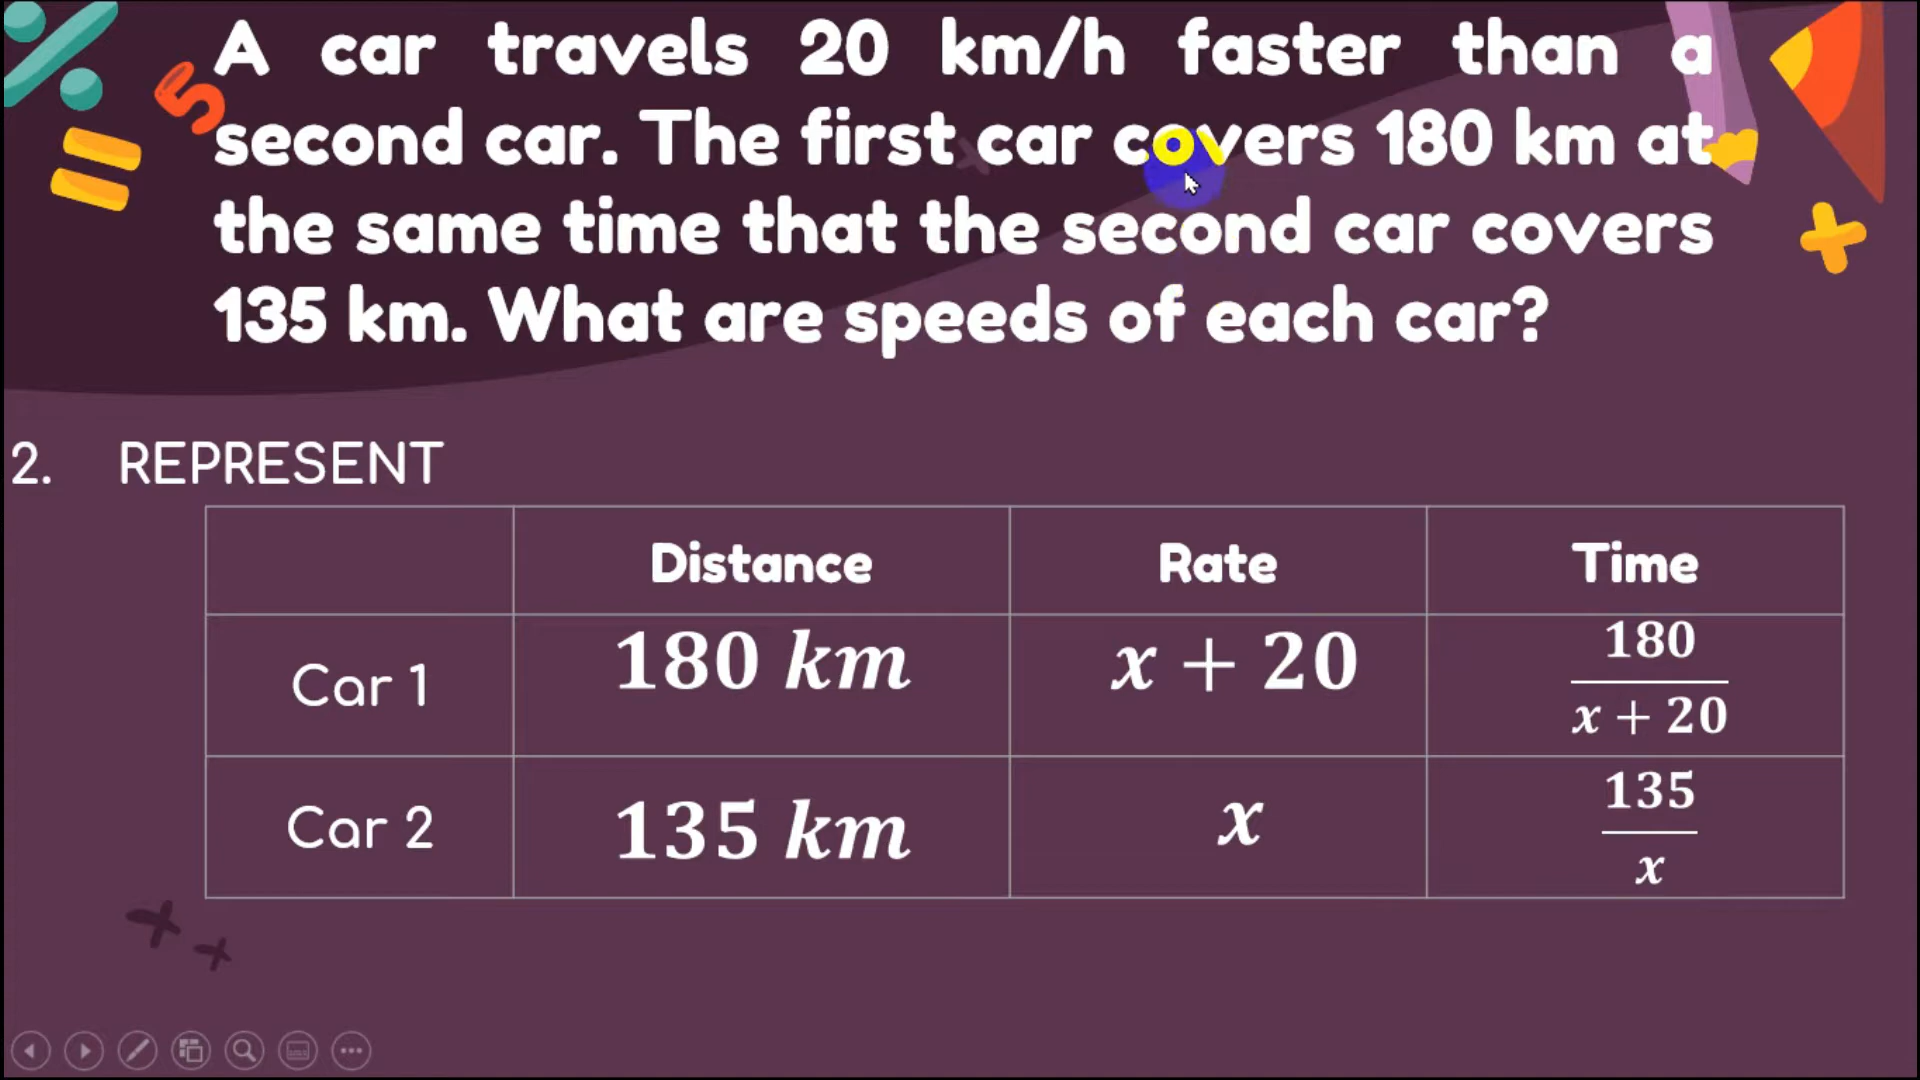 A car travels 20 km/h faster than a
second car. The first car covers 180 km at
the same time that the second car covers
135 km. What are speeds of each car?
2. REPRESENT
Distance Rate Time
Car 1 180 km x + 20 180/(x + 20)
Car 2 135 km x 135/x
5